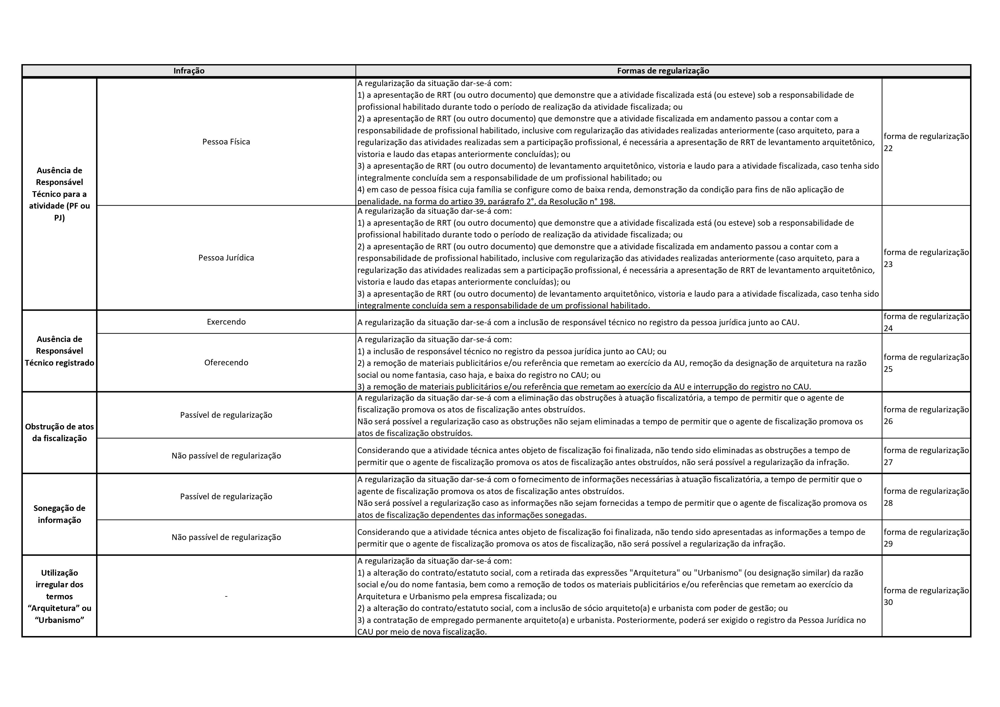 Infração
Formas de regularização
Ausência de
Responsável
Técnico para a
atividade (PF ou
PJ)
Pessoa Física
A regularização da situação dar-se-á com:
1) a apresentação de RRT (ou outro documento) que demonstre que a atividade fiscalizada está (ou esteve) sob a responsabilidade de
profissional habilitado durante todo o período de realização da atividade fiscalizada; ou
2) a apresentação de RRT (ou outro documento) que demonstre que a atividade fiscalizada em andamento passou a contar com a
responsabilidade de profissional habilitado, inclusive com regularização das atividades realizadas anteriormente (caso arquiteto, para a
regularização das atividades realizadas sem a participação profissional, é necessária a apresentação de RRT de levantamento arquitetônico,
vistoria e laudo das etapas anteriormente concluídas); ou
3) a apresentação de RRT (ou outro documento) de levantamento arquitetônico, vistoria e laudo para a atividade fiscalizada, caso tenha sido
integralmente concluída sem a responsabilidade de um profissional habilitado; ou
4) em caso de pessoa física cuja família se configure como de baixa renda, demonstração da condição para fins de não aplicação de
penalidade, na forma do artigo 39, parágrafo 2°, da Resolução n° 198.
forma de regularização
22
Pessoa Jurídica
A regularização da situação dar-se-á com:
1) a apresentação de RRT (ou outro documento) que demonstre que a atividade fiscalizada está (ou esteve) sob a responsabilidade de
profissional habilitado durante todo o período de realização da atividade fiscalizada; ou
2) a apresentação de RRT (ou outro documento) que demonstre que a atividade fiscalizada em andamento passou a contar com a
responsabilidade de profissional habilitado, inclusive com regularização das atividades realizadas anteriormente (caso arquiteto, para a
regularização das atividades realizadas sem a participação profissional, é necessária a apresentação de RRT de levantamento arquitetônico,
vistoria e laudo das etapas anteriormente concluídas); ou
3) a apresentação de RRT (ou outro documento) de levantamento arquitetônico, vistoria e laudo para a atividade fiscalizada, caso tenha sido
integralmente concluída sem a responsabilidade de um profissional habilitado.
forma de regularização
23
Ausência de
Responsável
Técnico registrado
Exercendo
A regularização da situação dar-se-á com a inclusão de responsável técnico no registro da pessoa jurídica junto ao CAU.
forma de regularização
24
Oferecendo
A regularização da situação dar-se-á com:
1) a inclusão de responsável técnico no registro da pessoa jurídica junto ao CAU; ou
2) a remoção de materiais publicitários e/ou referência que remetam ao exercício da AU, remoção da designação de arquitetura na razão
social ou nome fantasia, caso haja, e baixa do registro no CAU; ou
3) a remoção de materiais publicitários e/ou referência que remetam ao exercício da AU e interrupção do registro no CAU.
forma de regularização
25
Obstrução de atos
da fiscalização
Passível de regularização
A regularização da situação dar-se-á com a eliminação das obstruções à atuação fiscalizatória, a tempo de permitir que o agente de
fiscalização promova os atos de fiscalização antes obstruídos.
Não será possível a regularização caso as obstruções não sejam eliminadas a tempo de permitir que o agente de fiscalização promova os
atos de fiscalização obstruídos.
forma de regularização
26
Não passível de regularização
Considerando que a atividade técnica antes objeto de fiscalização foi finalizada, não tendo sido eliminadas as obstruções a tempo de
permitir que o agente de fiscalização promova os atos de fiscalização antes obstruídos, não será possível a regularização da infração.
forma de regularização
27
Sonegação de
informação
Passível de regularização
A regularização da situação dar-se-á com o fornecimento de informações necessárias à atuação fiscalizatória, a tempo de permitir que o
agente de fiscalização promova os atos de fiscalização antes obstruídos.
Não será possível a regularização caso as informações não sejam fornecidas a tempo de permitir que o agente de fiscalização promova os
atos de fiscalização dependentes das informações sonegadas.
forma de regularização
28
Não passível de regularização
Considerando que a atividade técnica antes objeto de fiscalização foi finalizada, não tendo sido apresentadas as informações a tempo de
permitir que o agente de fiscalização promova os atos de fiscalização, não será possível a regularização da infração.
forma de regularização
29
Utilização
irregular dos
termos
“Arquitetura” ou
“Urbanismo”
-
A regularização da situação dar-se-á com:
1) a alteração do contrato/estatuto social, com a retirada das expressões "Arquitetura" ou "Urbanismo" (ou designação similar) da razão
social e/ou do nome fantasia, bem como a remoção de todos os materiais publicitários e/ou referências que remetam ao exercício da
Arquitetura e Urbanismo pela empresa fiscalizada; ou
2) a alteração do contrato/estatuto social, com a inclusão de sócio arquiteto(a) e urbanista com poder de gestão; ou
3) a contratação de empregado permanente arquiteto(a) e urbanista. Posteriormente, poderá ser exigido o registro da Pessoa Jurídica no
CAU por meio de nova fiscalização.
forma de regularização
30